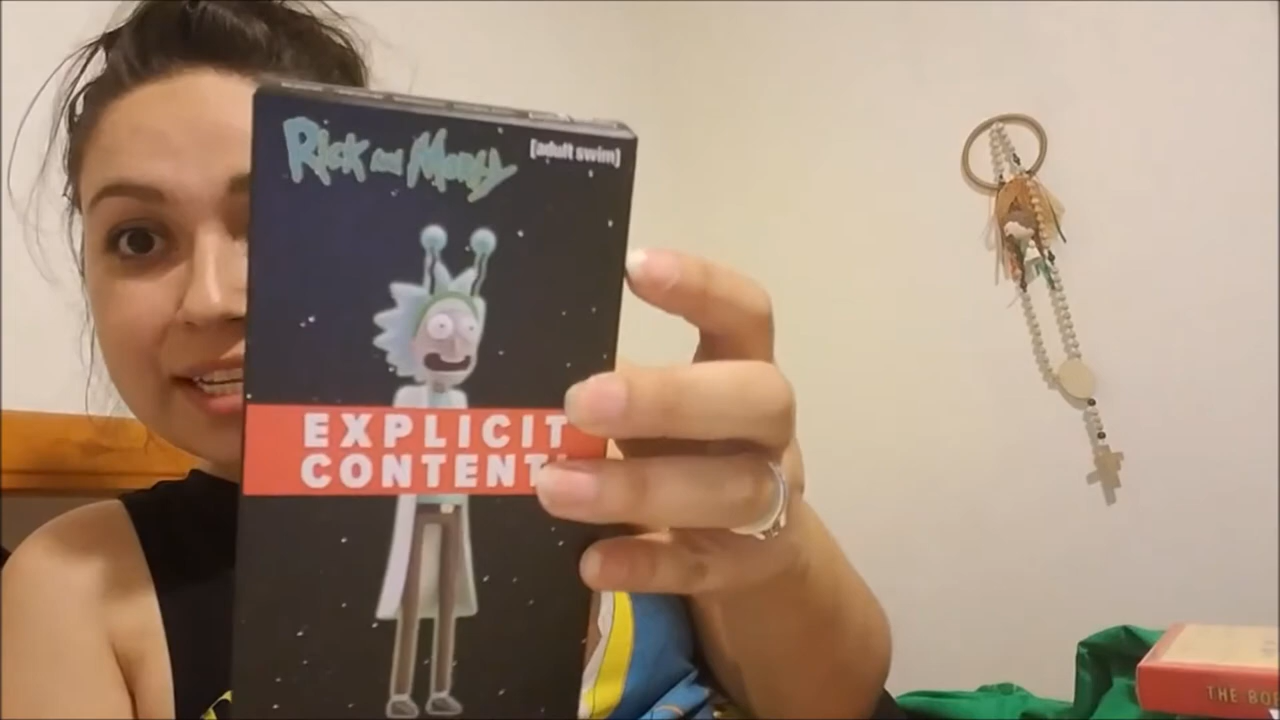 Rick and Morty
[adult swim]
EXPLICIT
CONTENT!
THE BO